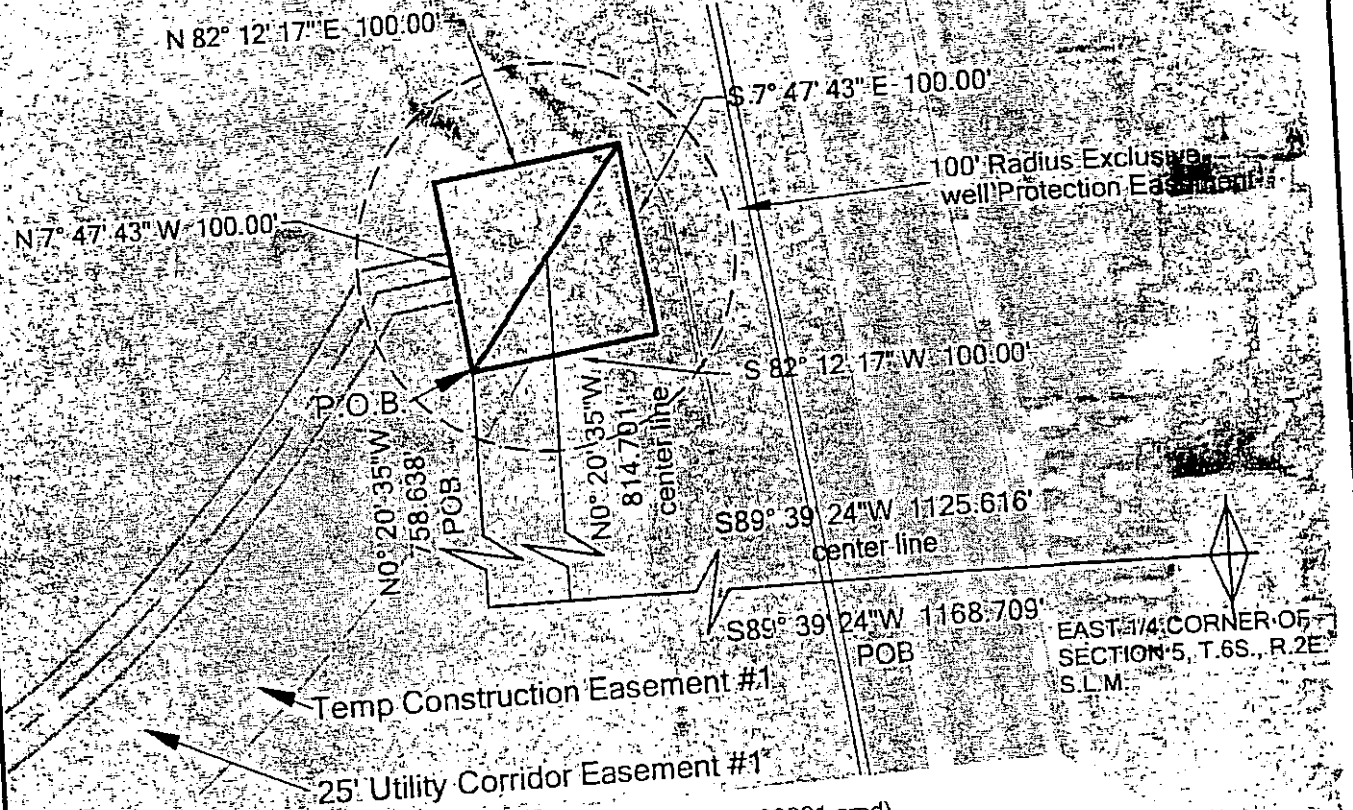 N 82° 12' 17" E 100.00'
S 7° 47' 43" E 100.00'
100' Radius Exclusive
well Protection Easement
N 7° 47' 43" W 100.00'
S 82° 12' 17" W 100.00'
P O B
N0° 20' 35" W
758.638'
POB
N0° 20' 35" W
814.701'
center line
S89° 39' 24"W 1125.616'
center line
S89° 39' 24"W 1168.709'
POB
EAST 1/4 CORNER OF
SECTION 5, T.6S., R.2E.
S.L.M.
Temp Construction Easement #1
25' Utility Corridor Easement #1